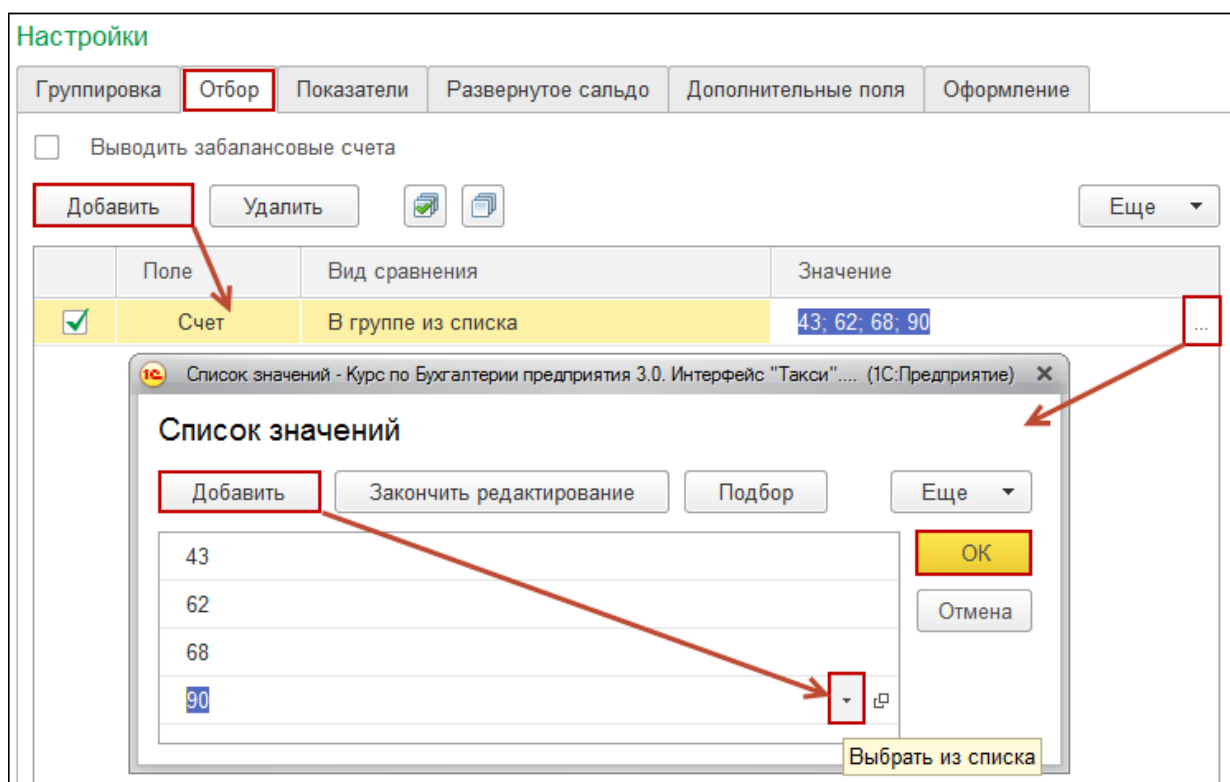 Настройки
Группировка Отбор Показатели Развернутое сальдо Дополнительные поля Оформление
Выводить забалансовые счета
Добавить Удалить Еще
Поле Вид сравнения Значение
Счет В группе из списка 43; 62; 68; 90 ...
1С Список значений - Курс по Бухгалтерии предприятия 3.0. Интерфейс "Такси".... (1С:Предприятие)
Список значений
Добавить Закончить редактирование Подбор Еще
43 ОК
62 Отмена
68
90
Выбрать из списка